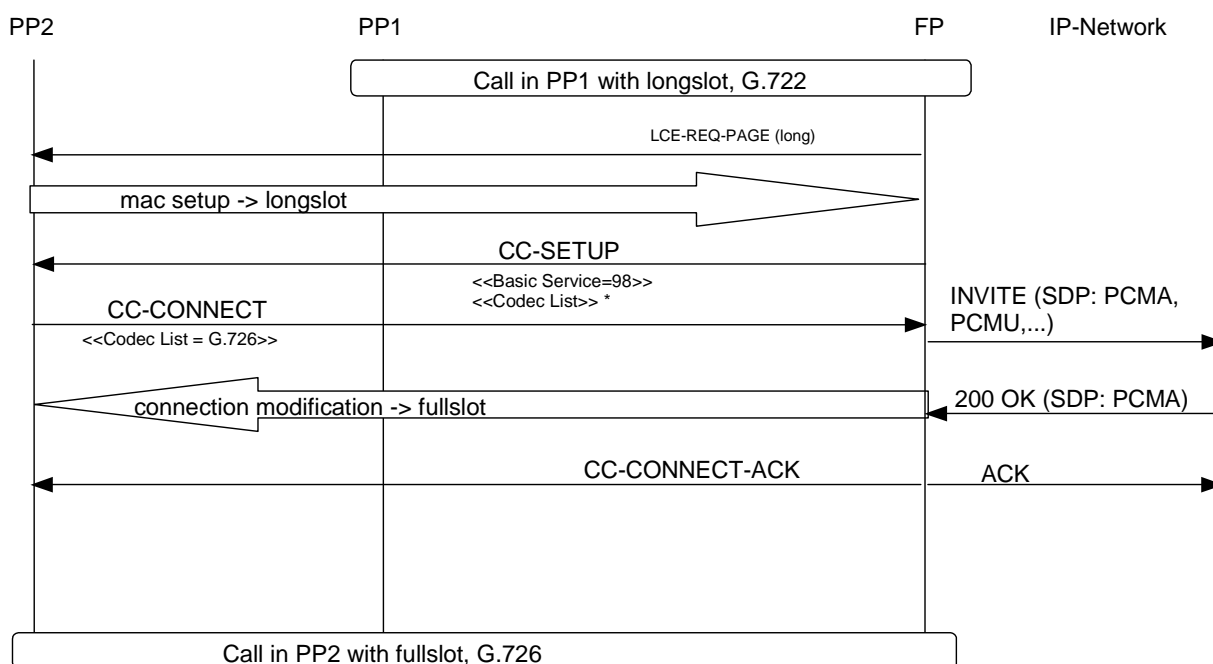 PP2 PP1 FP IP-Network
Call in PP1 with longslot, G.722
LCE-REQ-PAGE (long)
mac setup -> longslot
CC-SETUP
<<Basic Service=98>>
<<Codec List>> *
CC-CONNECT
<<Codec List = G.726>>
INVITE (SDP: PCMA,
PCMU,...)
connection modification -> fullslot
200 OK (SDP: PCMA)
CC-CONNECT-ACK
ACK
Call in PP2 with fullslot, G.726